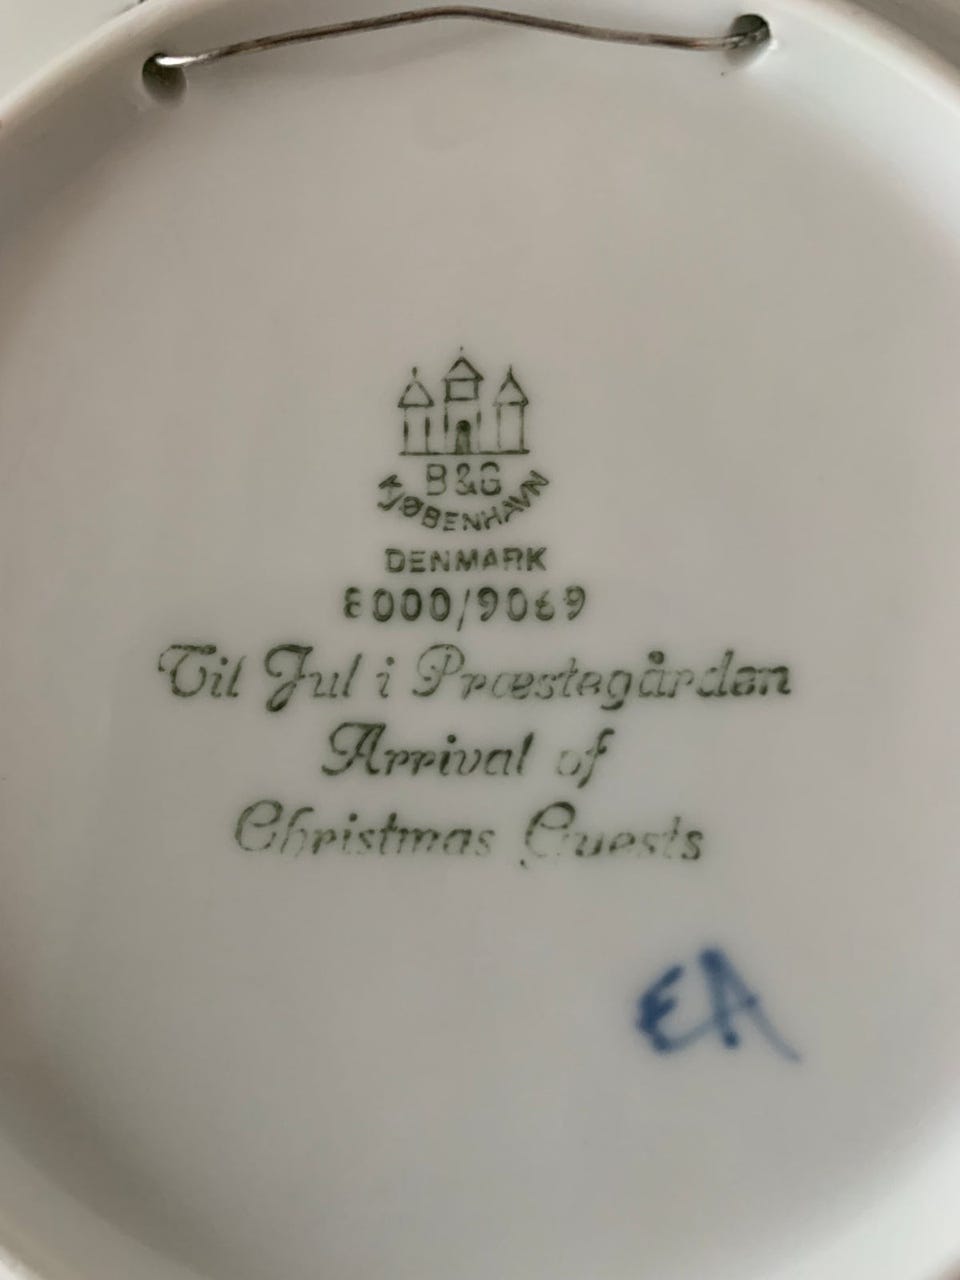 B&G
KJØBENHAVN
DENMARK
8000/9069
Til Jul i Præstegården
Arrival of
Christmas Guests
EA